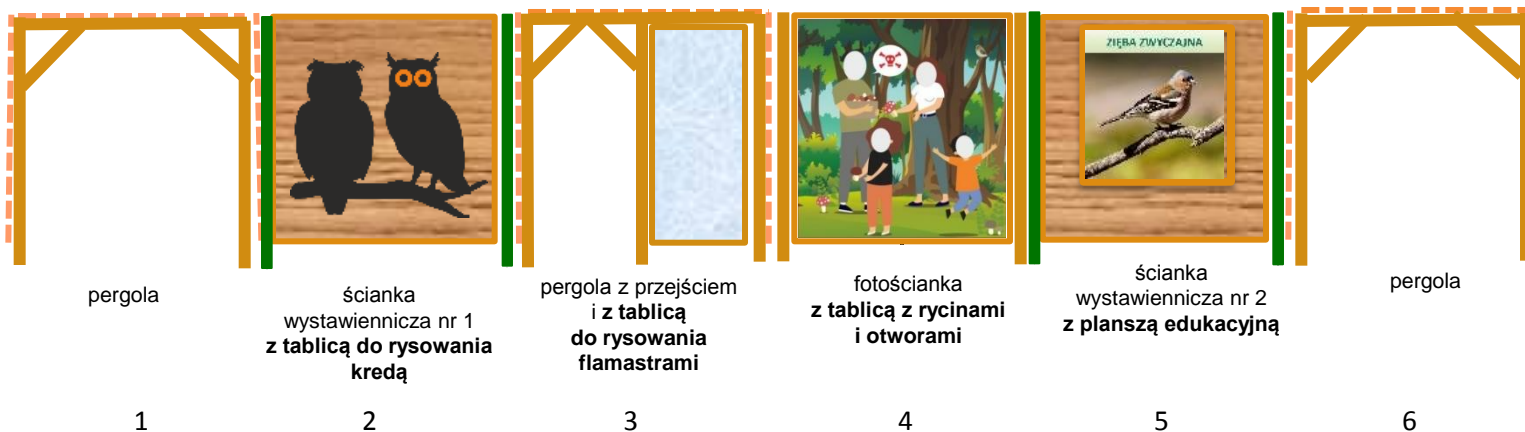 ZIĘBA ZWYCZAJNA
pergola
ścianka
wystawiennicza nr 1
z tablicą do rysowania
kredą
pergola z przejściem
i z tablicą
do rysowania
flamastrami
fotościanka
z tablicą z rycinami
i otworami
ścianka
wystawiennicza nr 2
z planszą edukacyjną
pergola
1
2
3
4
5
6